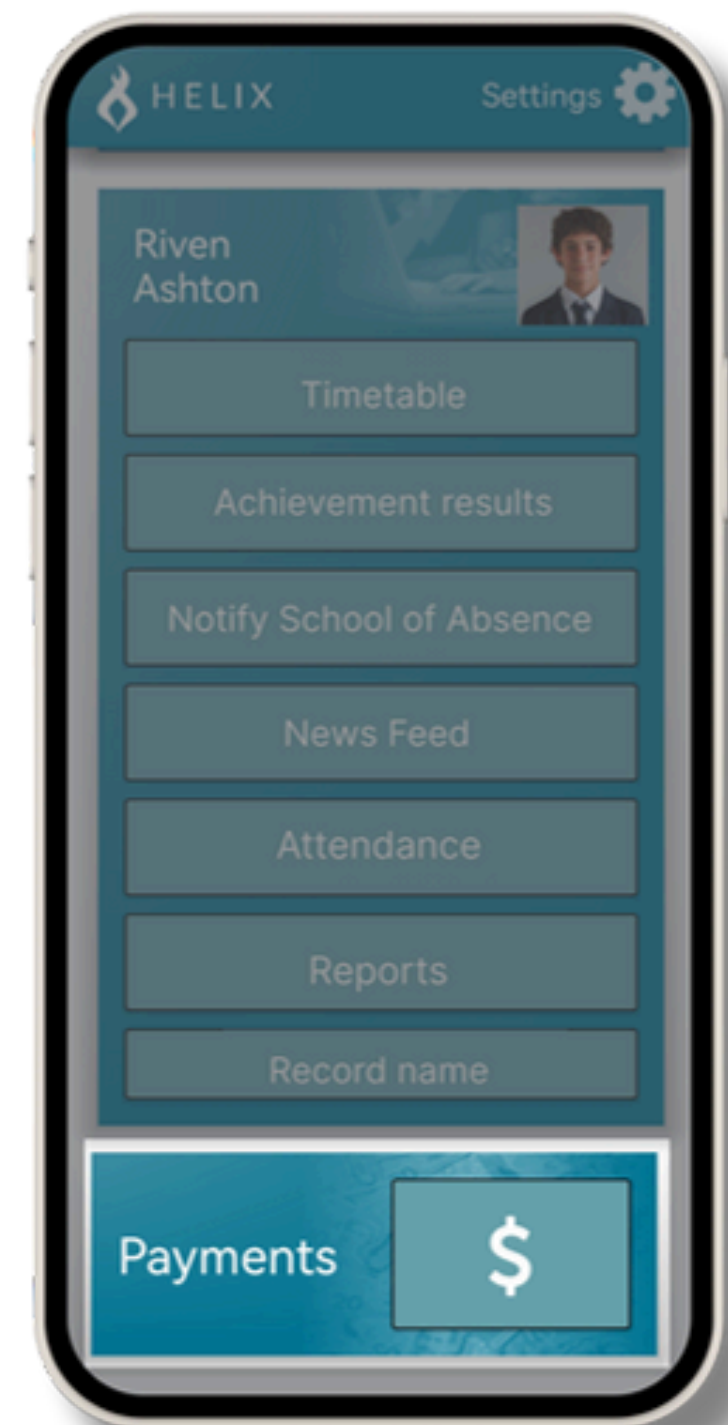 HELIX
Settings
Riven
Ashton
Timetable
Achievement results
Notify School of Absence
News Feed
Attendance
Reports
Record name
Payments
$